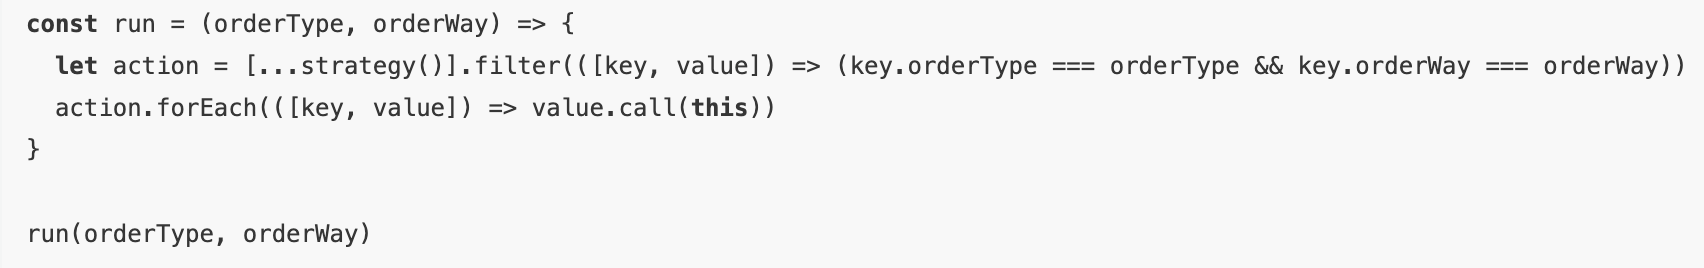 const run = (orderType, orderWay) => {
  let action = [...strategy()].filter(([key, value]) => (key.orderType === orderType && key.orderWay === orderWay))
  action.forEach(([key, value]) => value.call(this))
}

run(orderType, orderWay)